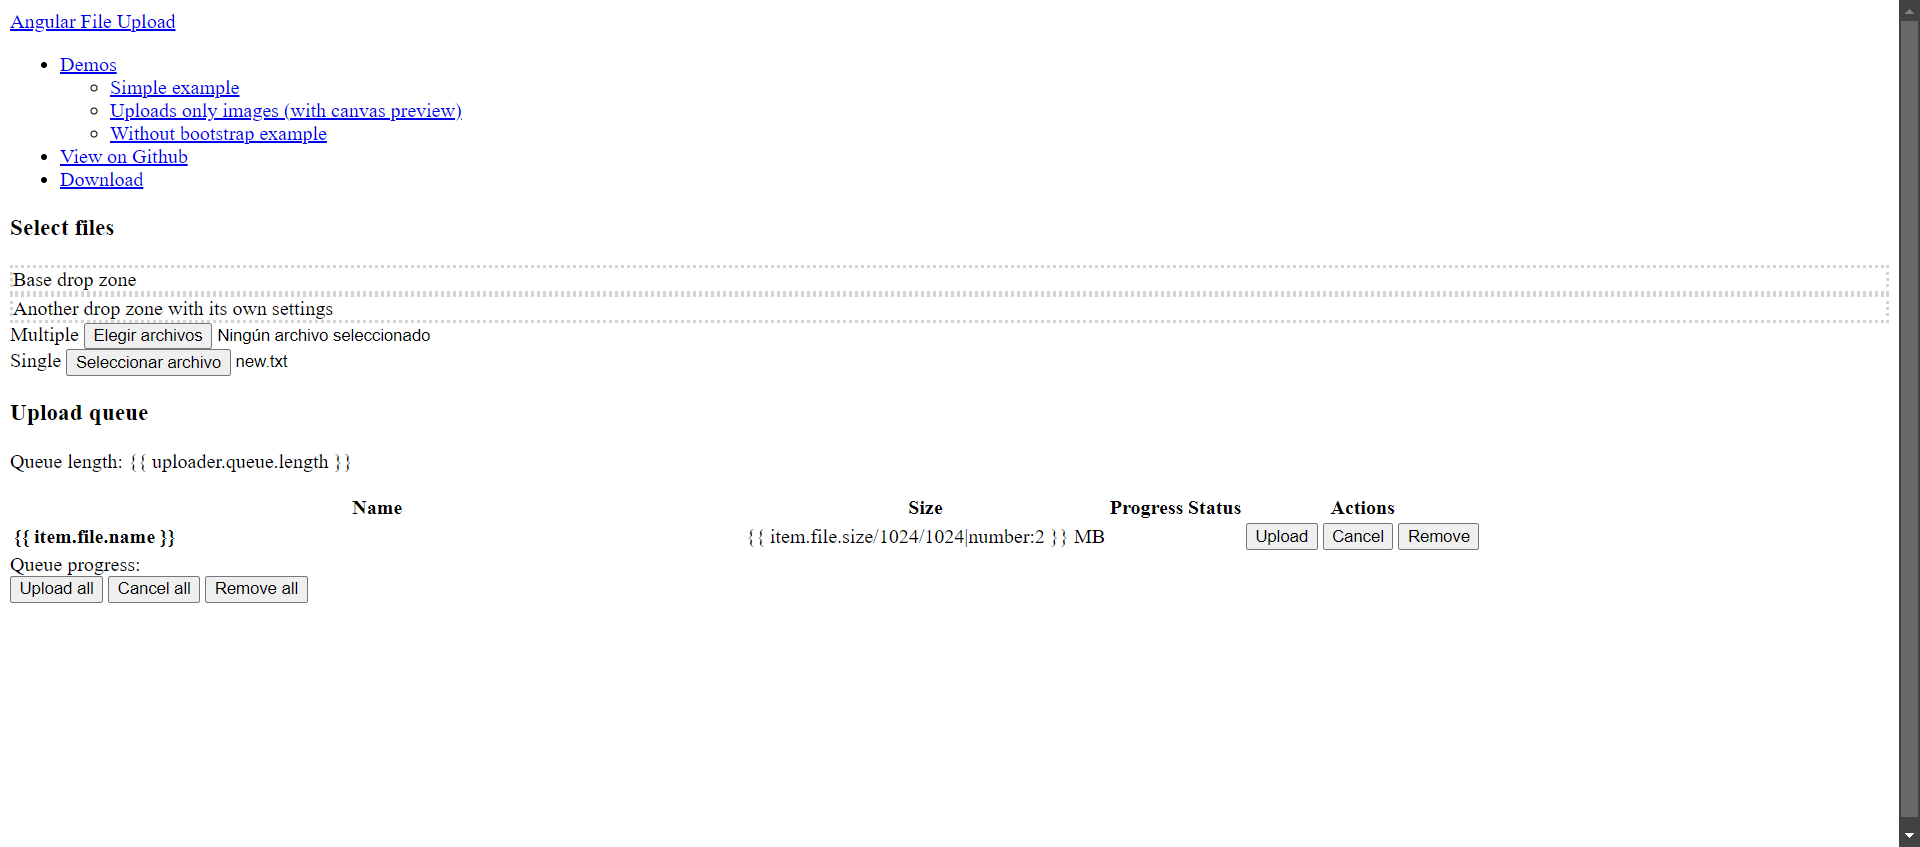 Angular File Upload
Demos
Simple example
Uploads only images (with canvas preview)
Without bootstrap example
View on Github
Download
Select files
Base drop zone
Another drop zone with its own settings
Multiple Elegir archivos Ningún archivo seleccionado
Single Seleccionar archivo new.txt
Upload queue
Queue length: {{ uploader.queue.length }}
Name Size Progress Status Actions
{{ item.file.name }} {{ item.file.size/1024/1024|number:2 }} MB Upload Cancel Remove
Queue progress:
Upload all Cancel all Remove all